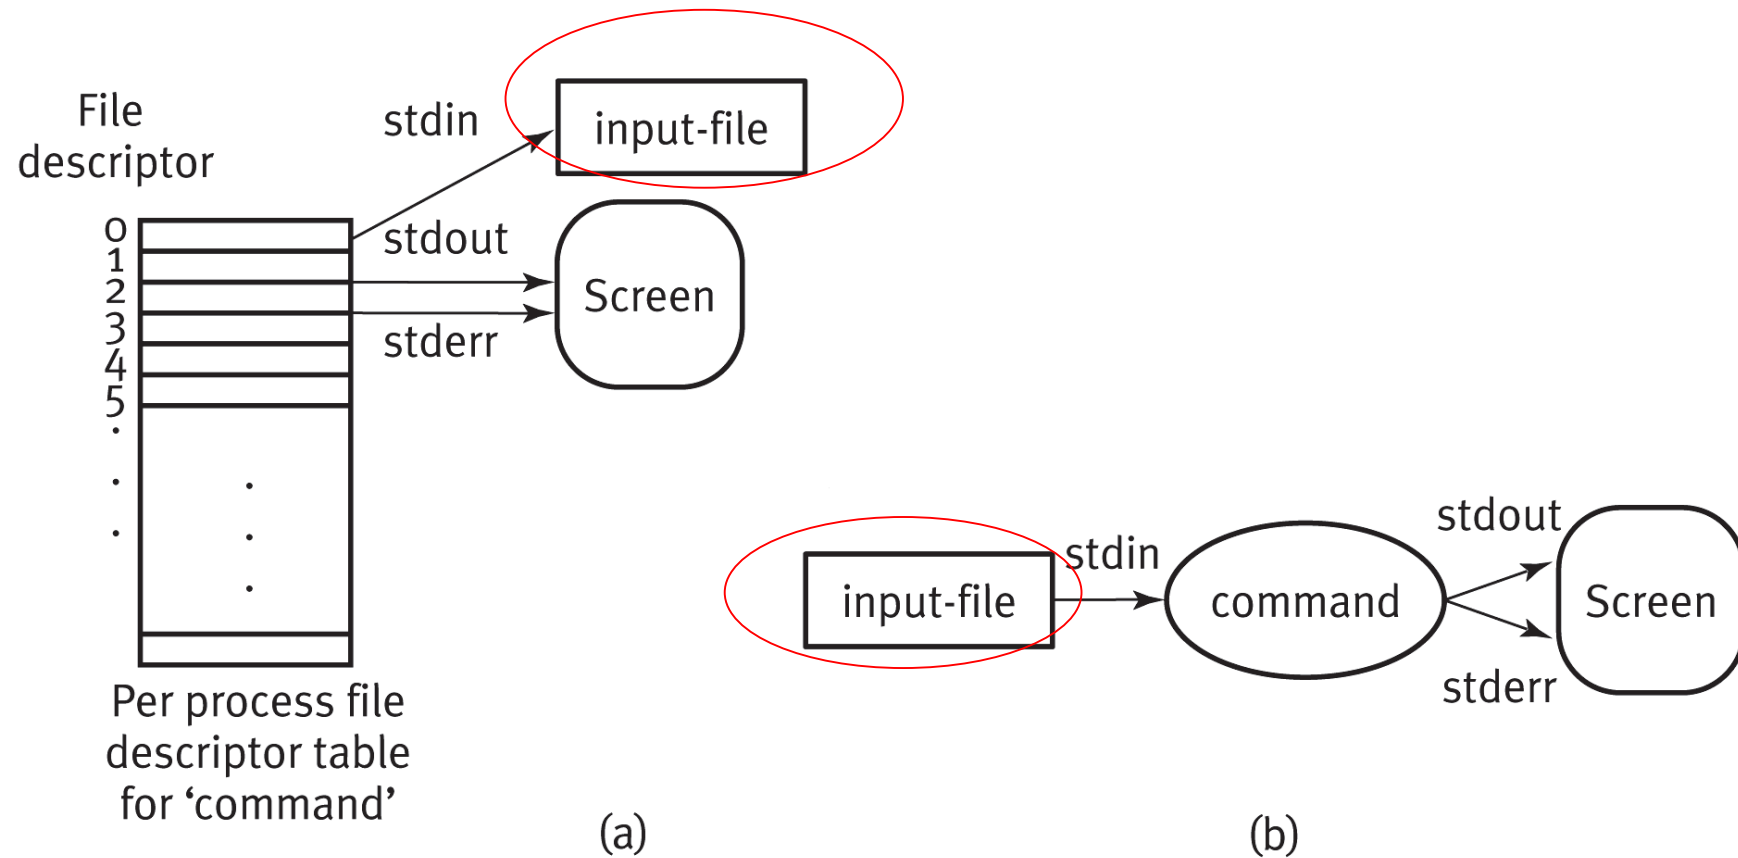 File
descriptor
stdin
input-file
0
1
2
3
4
5
stdout
stderr
Screen
.
.
.
.
.
.
Per process file
descriptor table
for ‘command’
(a)
input-file
stdin
command
stdout
stderr
Screen
(b)